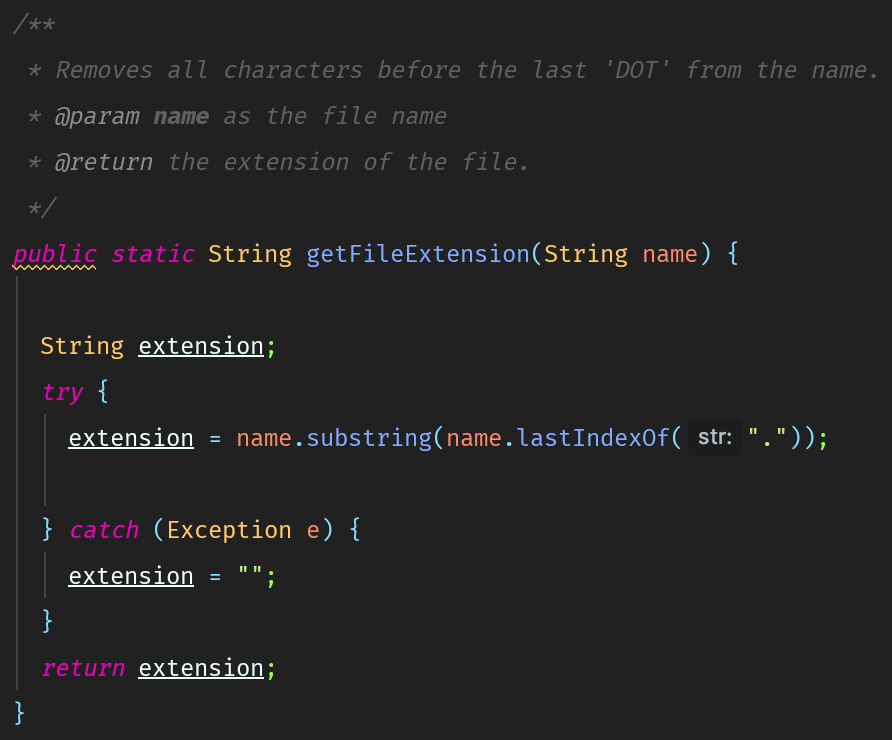 /**
 * Removes all characters before the last 'DOT' from the name.
 * @param name as the file name
 * @return the extension of the file.
 */
public static String getFileExtension(String name) {
String extension;
try {
extension = name.substring(name.lastIndexOf( str: "."));
} catch (Exception e) {
extension = "";
}
return extension;
}